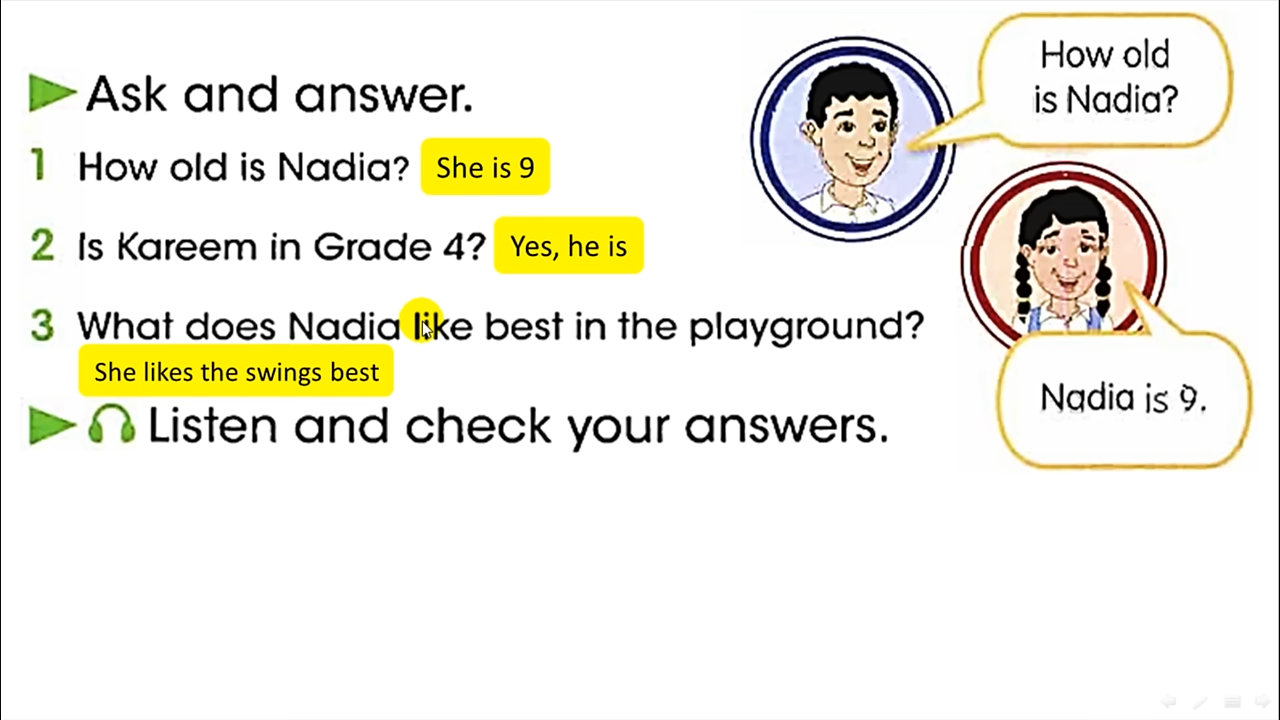 Ask and answer.
1 How old is Nadia? She is 9
2 Is Kareem in Grade 4? Yes, he is
3 What does Nadia like best in the playground?
She likes the swings best
Listen and check your answers.
How old
is Nadia?
Nadia is 9.